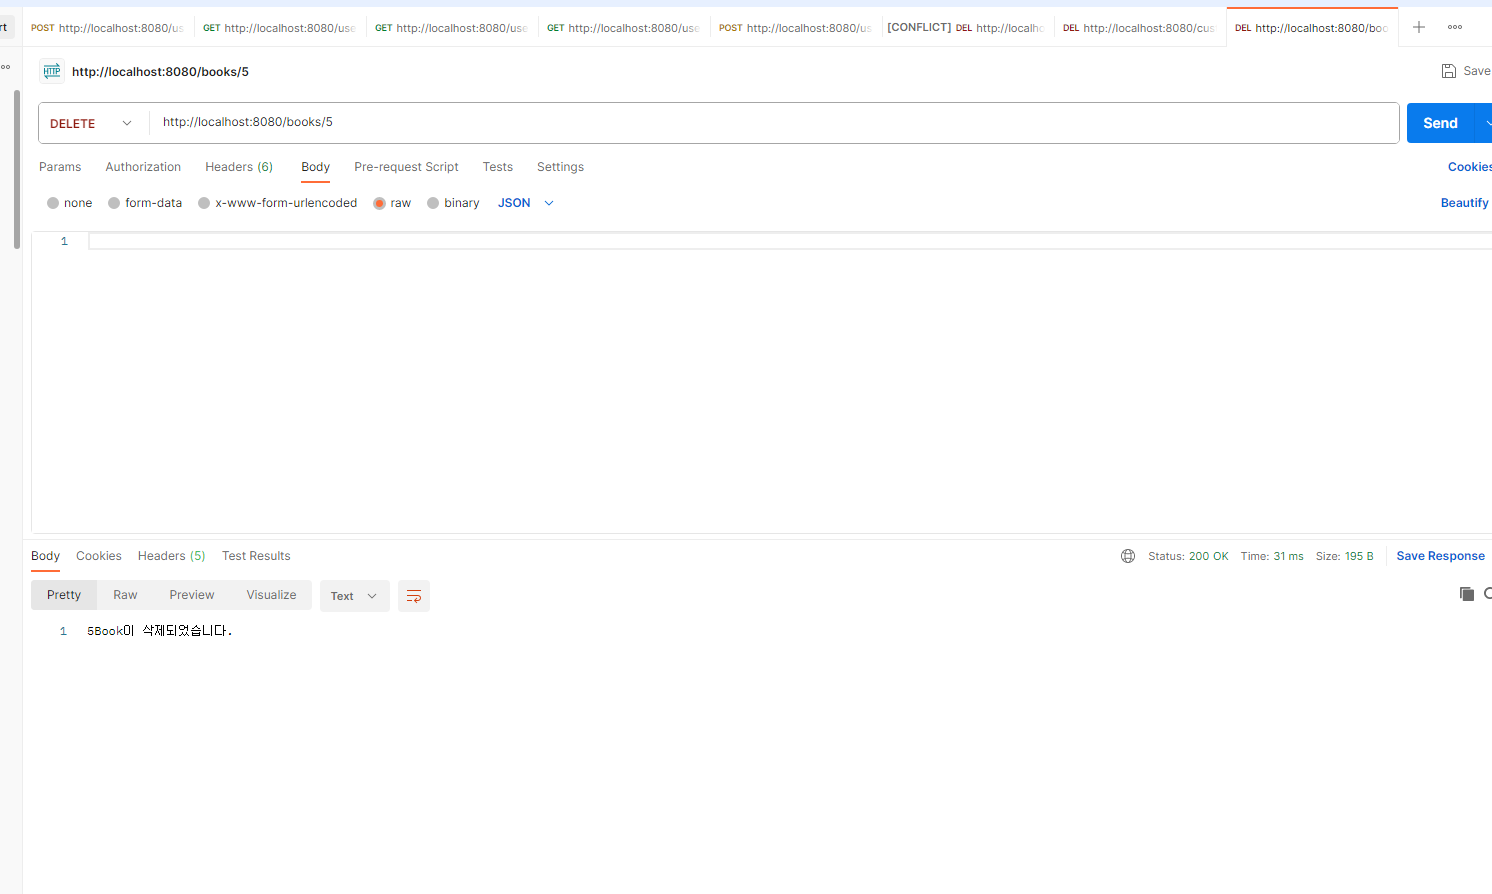 rt
POST http://localhost:8080/us
GET http://localhost:8080/use
GET http://localhost:8080/use
GET http://localhost:8080/use
POST http://localhost:8080/us
[CONFLICT] DEL http://localho
DEL http://localhost:8080/cus
DEL http://localhost:8080/boo
HTTP http://localhost:8080/books/5
Save
DELETE http://localhost:8080/books/5
Send
Params Authorization Headers (6) Body Pre-request Script Tests Settings Cookies
none form-data x-www-form-urlencoded raw binary JSON Beautify
1
Body Cookies Headers (5) Test Results Status: 200 OK Time: 31 ms Size: 195 B Save Response
Pretty Raw Preview Visualize Text
1 5Book이 삭제되었습니다.